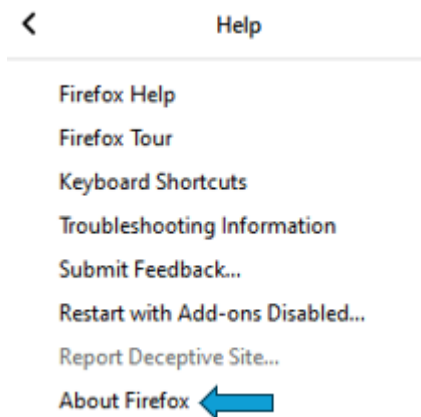 Help
Firefox Help
Firefox Tour
Keyboard Shortcuts
Troubleshooting Information
Submit Feedback...
Restart with Add-ons Disabled...
Report Deceptive Site...
About Firefox